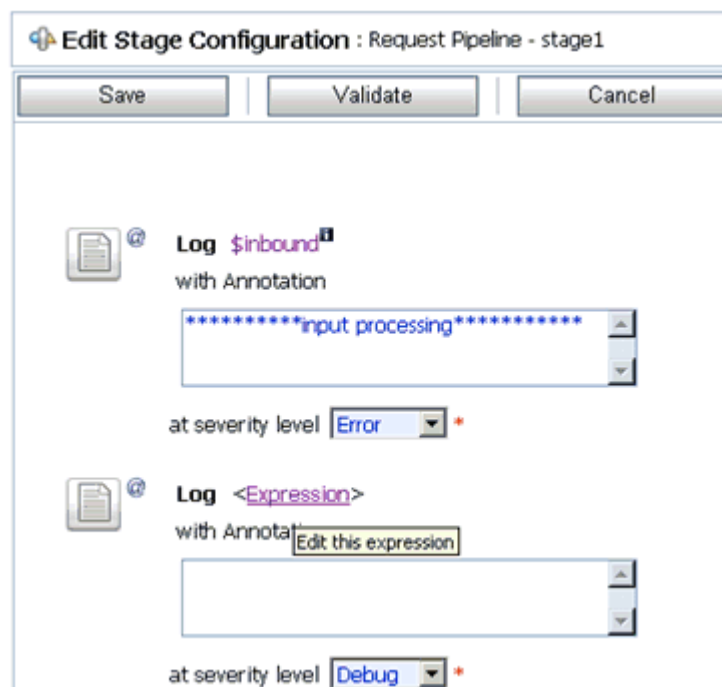 Edit Stage Configuration : Request Pipeline - stage1
Save Validate Cancel
@ Log $inbound i
with Annotation
**********input processing***********
at severity level Error *
@ Log <Expression>
with Annotat
Edit this expression
at severity level Debug *